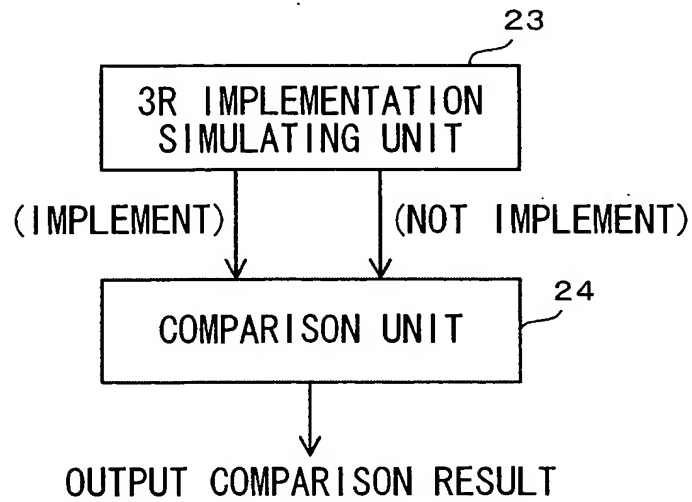 23
3R IMPLEMENTATION
SIMULATING UNIT
(IMPLEMENT) (NOT IMPLEMENT)
24
COMPARISON UNIT
OUTPUT COMPARISON RESULT